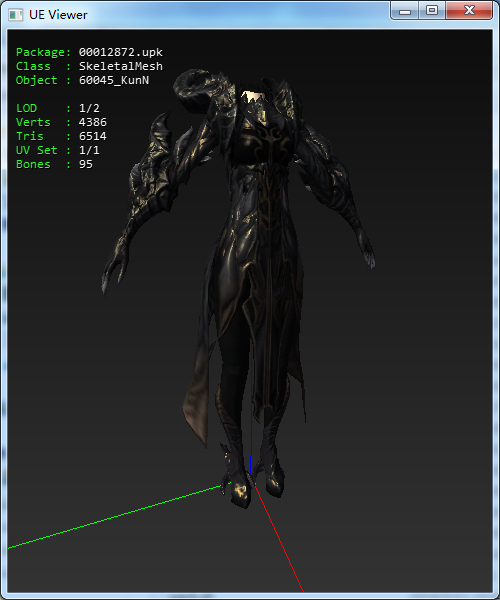 UE Viewer
Package: 00012872.upk
Class  : SkeletalMesh
Object : 60045_KunN
LOD    : 1/2
Verts  : 4386
Tris   : 6514
UV Set : 1/1
Bones  : 95